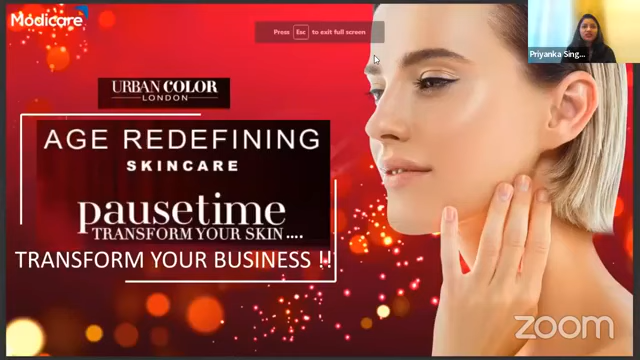 Modicare
Press Esc to exit full screen
Priyanka Sing...
URBAN COLOR
LONDON
AGE REDEFINING
SKINCARE
pausetime
TRANSFORM YOUR SKIN....
TRANSFORM YOUR BUSINESS !!
zoom